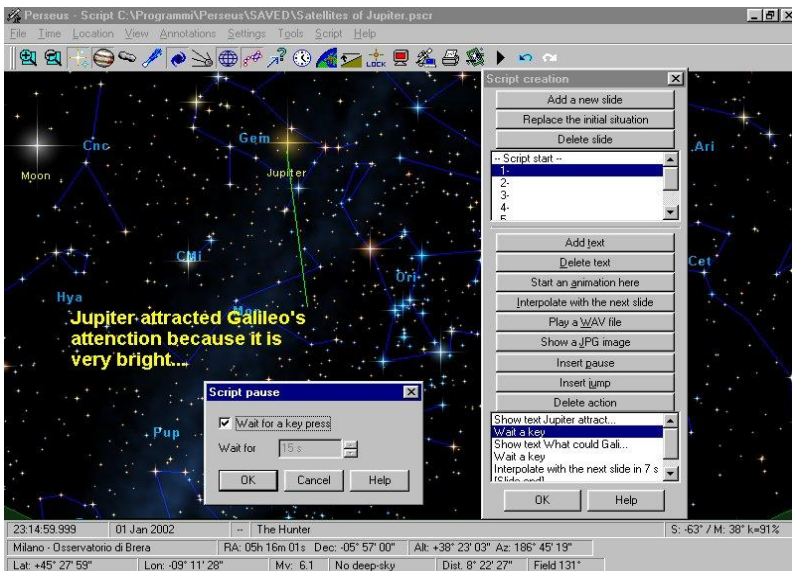 Perseus - Script C:\Programmi\Perseus\SAVED\Satellites of Jupiter.pscr
File Time Location View Annotations Settings Tools Script Help
LOCK
Script creation
Add a new slide
Replace the initial situation
Delete slide
-- Script start --
1-
2-
3-
4-
5
Add text
Delete text
Start an animation here
Interpolate with the next slide
Play a WAV file
Show a JPG image
Insert pause
Insert jump
Delete action
Show text Jupiter attract...
Wait a key
Show text What could Gali...
Wait a key
Interpolate with the next slide in 7 s
[Slide end]
OK Help
Cnc
Gem
Ari
Moon
Jupiter
CMi
Ori
Cet
Hya
Mon
Jupiter attracted Galileo's
attenction because it is
very bright...
Pup
Script pause
Wait for a key press
Wait for 15 s
OK Cancel Help
23:14:59.999 01 Jan 2002 -- The Hunter S: -63° / M: 38° k=91%
Milano - Osservatorio di Brera RA: 05h 16m 01s Dec: -05° 57' 00" Alt: +38° 23' 03" Az: 186° 45' 19"
Lat: +45° 27' 59" Lon: -09° 11' 28" Mv: 6.1 No deep-sky Dist. 8° 22' 27" Field 131°